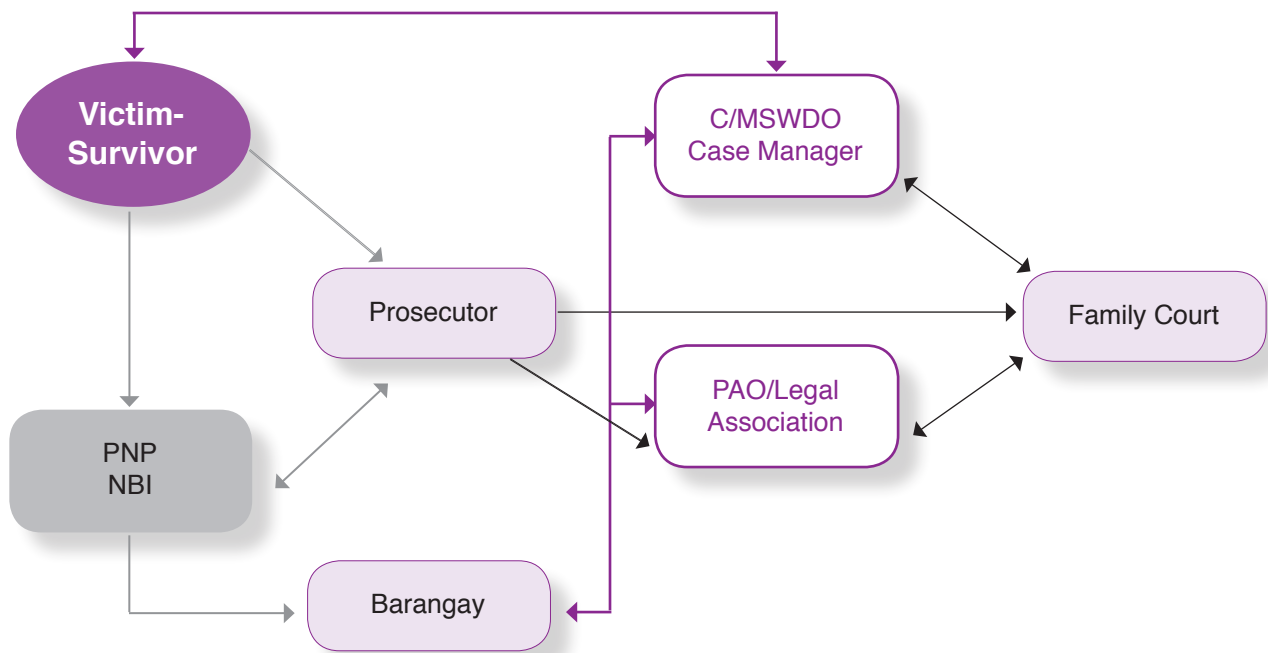 Victim-
Survivor
C/MSWDO
Case Manager
Prosecutor
Family Court
PAO/Legal
Association
PNP
NBI
Barangay